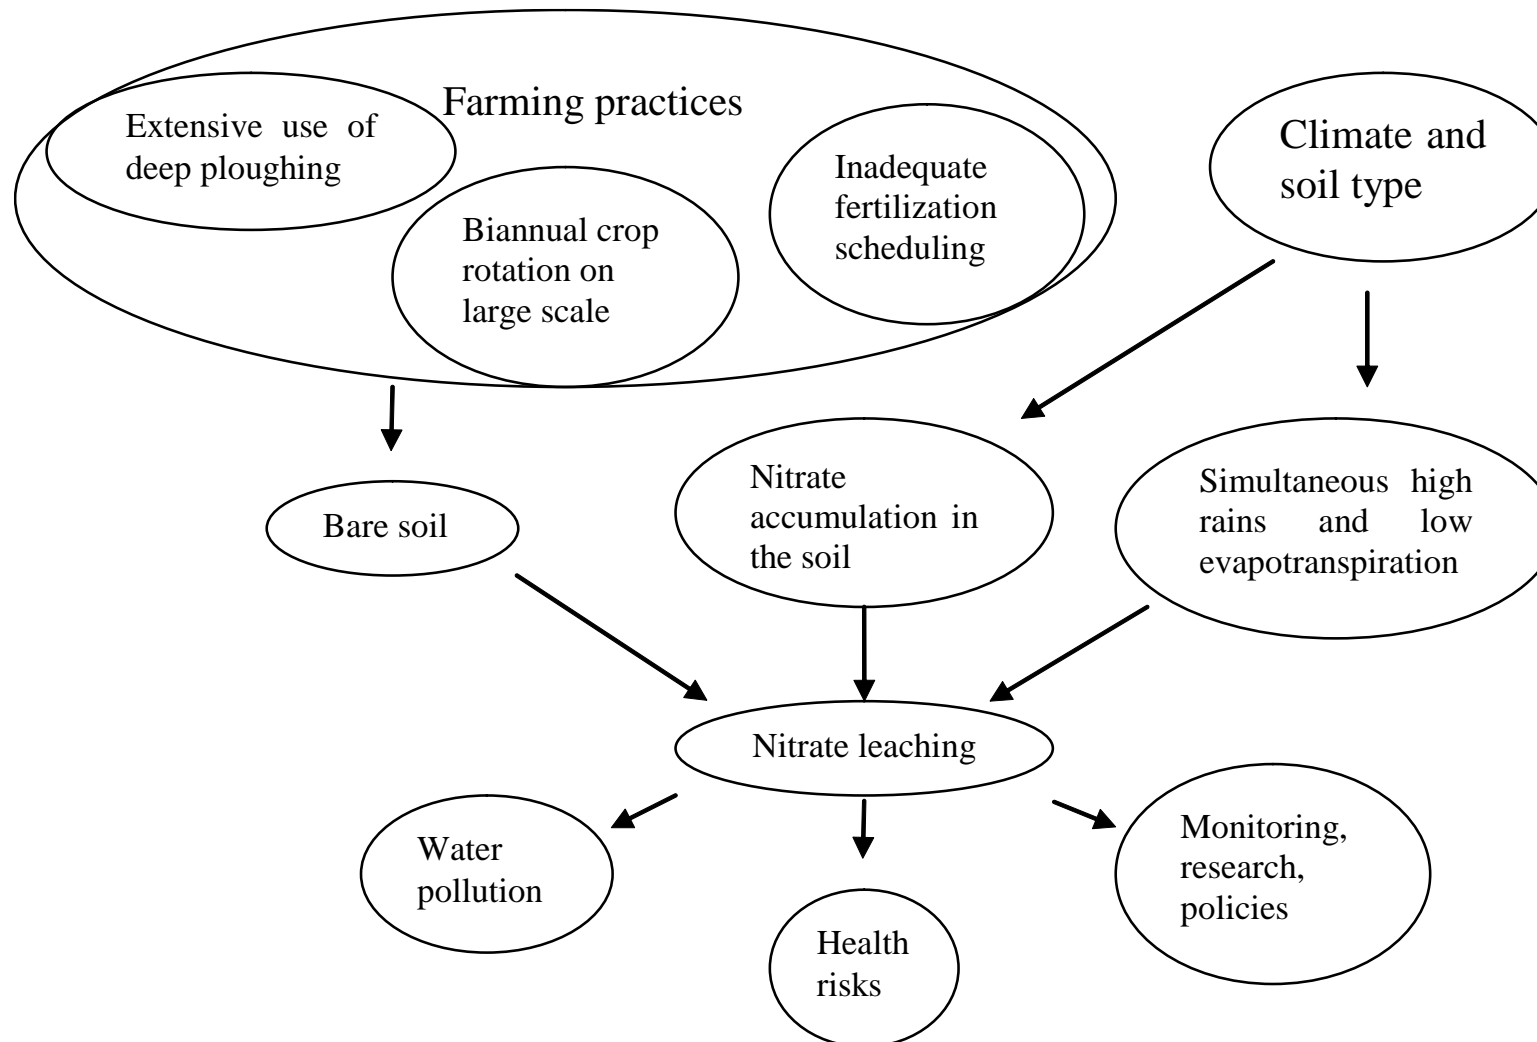 Farming practices
Extensive use of
deep ploughing
Biannual crop
rotation on
large scale
Inadequate
fertilization
scheduling
Climate and
soil type
Bare soil
Nitrate
accumulation in
the soil
Simultaneous high
rains and low
evapotranspiration
Nitrate leaching
Water
pollution
Health
risks
Monitoring,
research,
policies